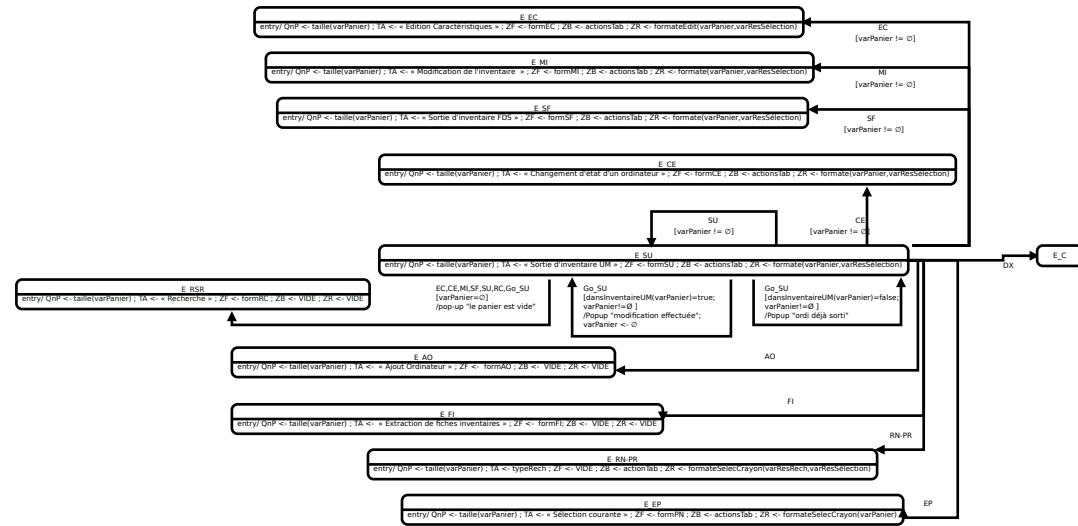 E_EC
entry/ QnP <- taille(varPanier) ; TA <- « Edition Caractéristiques » ; ZF <- formEC ; ZB <- actionsTab ; ZR <- formateEdit(varPanier,varResSélection)
EC
[varPanier != ∅]
E_MI
entry/ QnP <- taille(varPanier) ; TA <- « Modification de l'inventaire » ; ZF <- formMI ; ZB <- actionsTab ; ZR <- formate(varPanier,varResSélection)
MI
[varPanier != ∅]
E_SF
entry/ QnP <- taille(varPanier) ; TA <- « Sortie d'inventaire FDS » ; ZF <- formSF ; ZB <- actionsTab ; ZR <- formate(varPanier,varResSélection)
SF
[varPanier != ∅]
E_CE
entry/ QnP <- taille(varPanier) ; TA <- « Changement d'état d'un ordinateur » ; ZF <- formCE ; ZB <- actionsTab ; ZR <- formate(varPanier,varResSélection)
SU
[varPanier != ∅]
CE
[varPanier != ∅]
E_SU
entry/ QnP <- taille(varPanier) ; TA <- « Sortie d'inventaire UM » ; ZF <- formSU ; ZB <- actionsTab ; ZR <- formate(varPanier,varResSélection)
DX
E_C
E_RSR
entry/ QnP <- taille(varPanier) ; TA <- « Recherche » ; ZF <- formRC ; ZB <- VIDE ; ZR <- VIDE
EC,CE,MI,SF,SU,RC,Go_SU
[varPanier=∅]
/pop-up "le panier est vide"
Go_SU
[dansInventaireUM(varPanier)=true;
varPanier!=Ø ]
/Popup "modification effectuée";
varPanier <- ∅
Go_SU
[dansInventaireUM(varPanier)=false;
varPanier!=Ø ]
/Popup "ordi déjà sorti"
E_AO
entry/ QnP <- taille(varPanier) ; TA <- « Ajout Ordinateur » ; ZF <- formAO ; ZB <- VIDE ; ZR <- VIDE
AO
E_FI
entry/ QnP <- taille(varPanier) ; TA <- « Extraction de fiches inventaires » ; ZF <- formFI; ZB <- VIDE ; ZR <- VIDE
FI
RN-PR
E_RN-PR
entry/ QnP <- taille(varPanier) ; TA <- typeRech ; ZF <- VIDE ; ZB <- actionTab ; ZR <- formateSelecCrayon(varResRech,varResSélection)
E_EP
entry/ QnP <- taille(varPanier) ; TA <- « Sélection courante » ; ZF <- formPN ; ZB <- actionsTab ; ZR <- formateSelecCrayon(varPanier)
EP